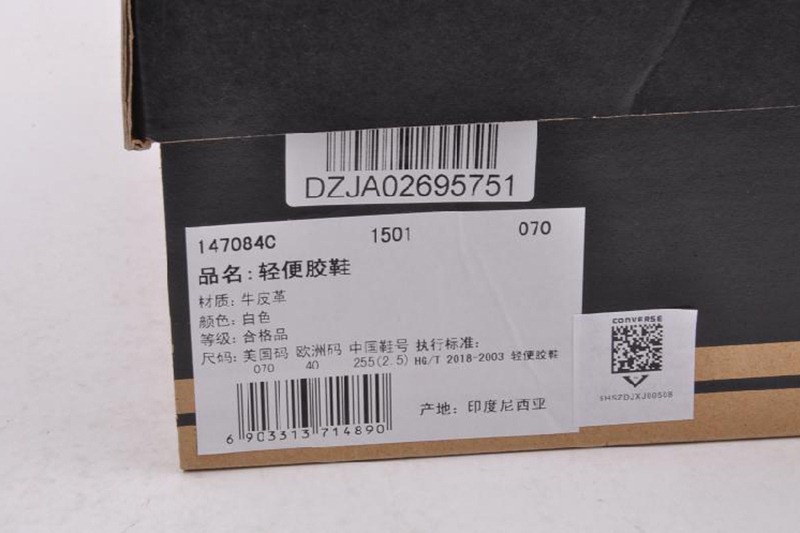 DZJA02695751
147084C 1501 070
品名：轻便胶鞋
材质：牛皮革
颜色：白色
等级：合格品
尺码：美国码 欧洲码 中国鞋号 执行标准：
070 40 255(2.5) HG/T 2018-2003 轻便胶鞋
产地：印度尼西亚
6 903313 714890
CONVERSE